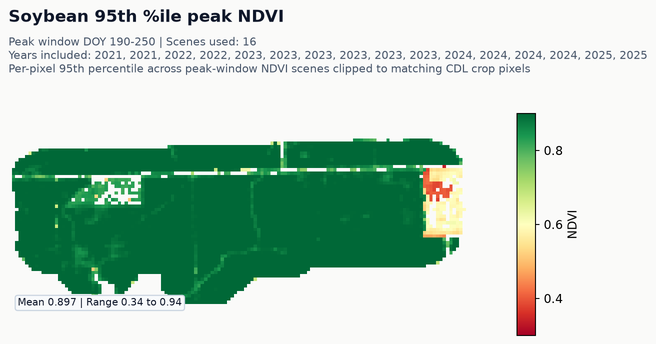 Soybean 95th %ile peak NDVI
Peak window DOY 190-250 | Scenes used: 16
Years included: 2021, 2021, 2022, 2022, 2023, 2023, 2023, 2023, 2023, 2023, 2024, 2024, 2024, 2024, 2025, 2025
Per-pixel 95th percentile across peak-window NDVI scenes clipped to matching CDL crop pixels
0.8
0.6
0.4
NDVI
Mean 0.897 | Range 0.34 to 0.94